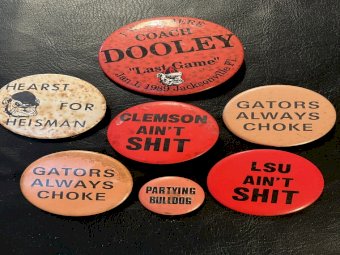 HERE
COACH
DOOLEY
"Last Game"
Jan. 1, 1989 Jacksonville Fl.
HEARST
FOR
HEISMAN
CLEMSON
AIN'T
SHIT
GATORS
ALWAYS
CHOKE
GATORS
ALWAYS
CHOKE
PARTYING
BULLDOG
LSU
AIN'T
SHIT